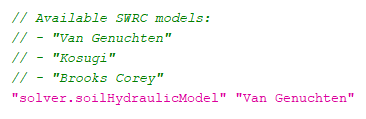 // Available SWRC models:
// - "Van Genuchten"
// - "Kosugi"
// - "Brooks Corey"
"solver.soilHydraulicModel" "Van Genuchten"